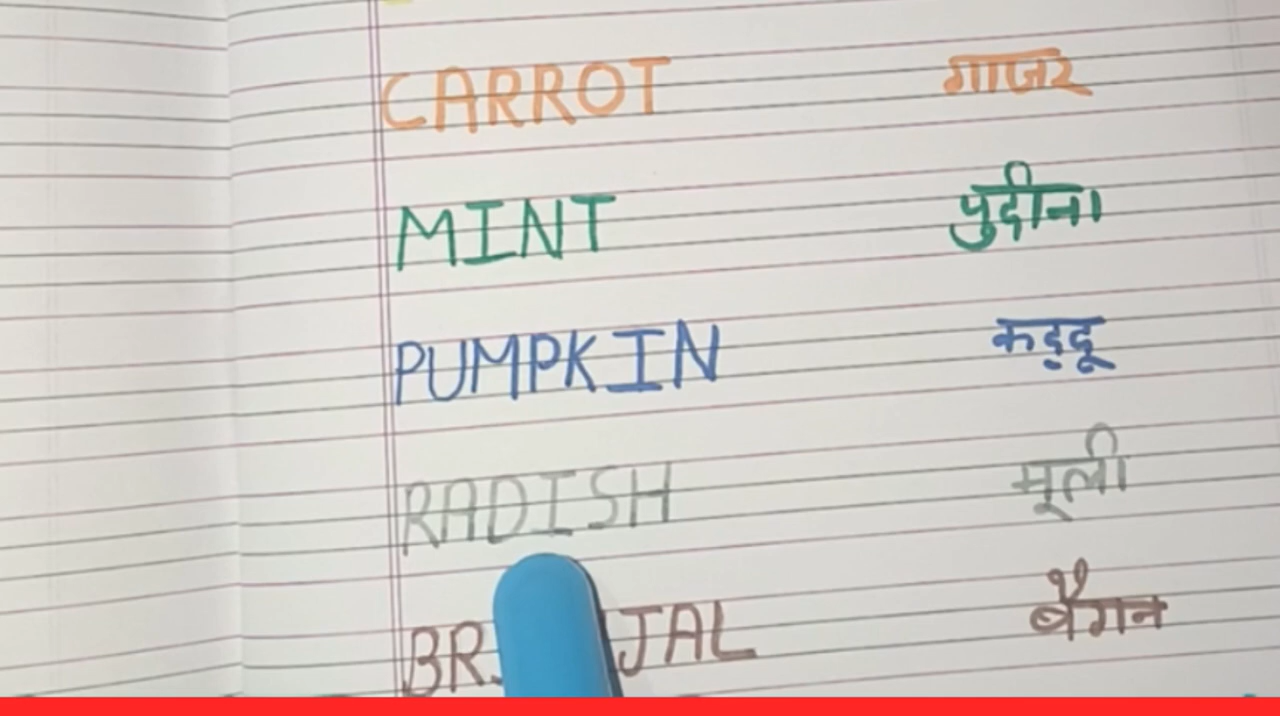 CARROT गाजर
MINT पुदीना
PUMPKIN कद्दू
RADISH मूली
बैगन